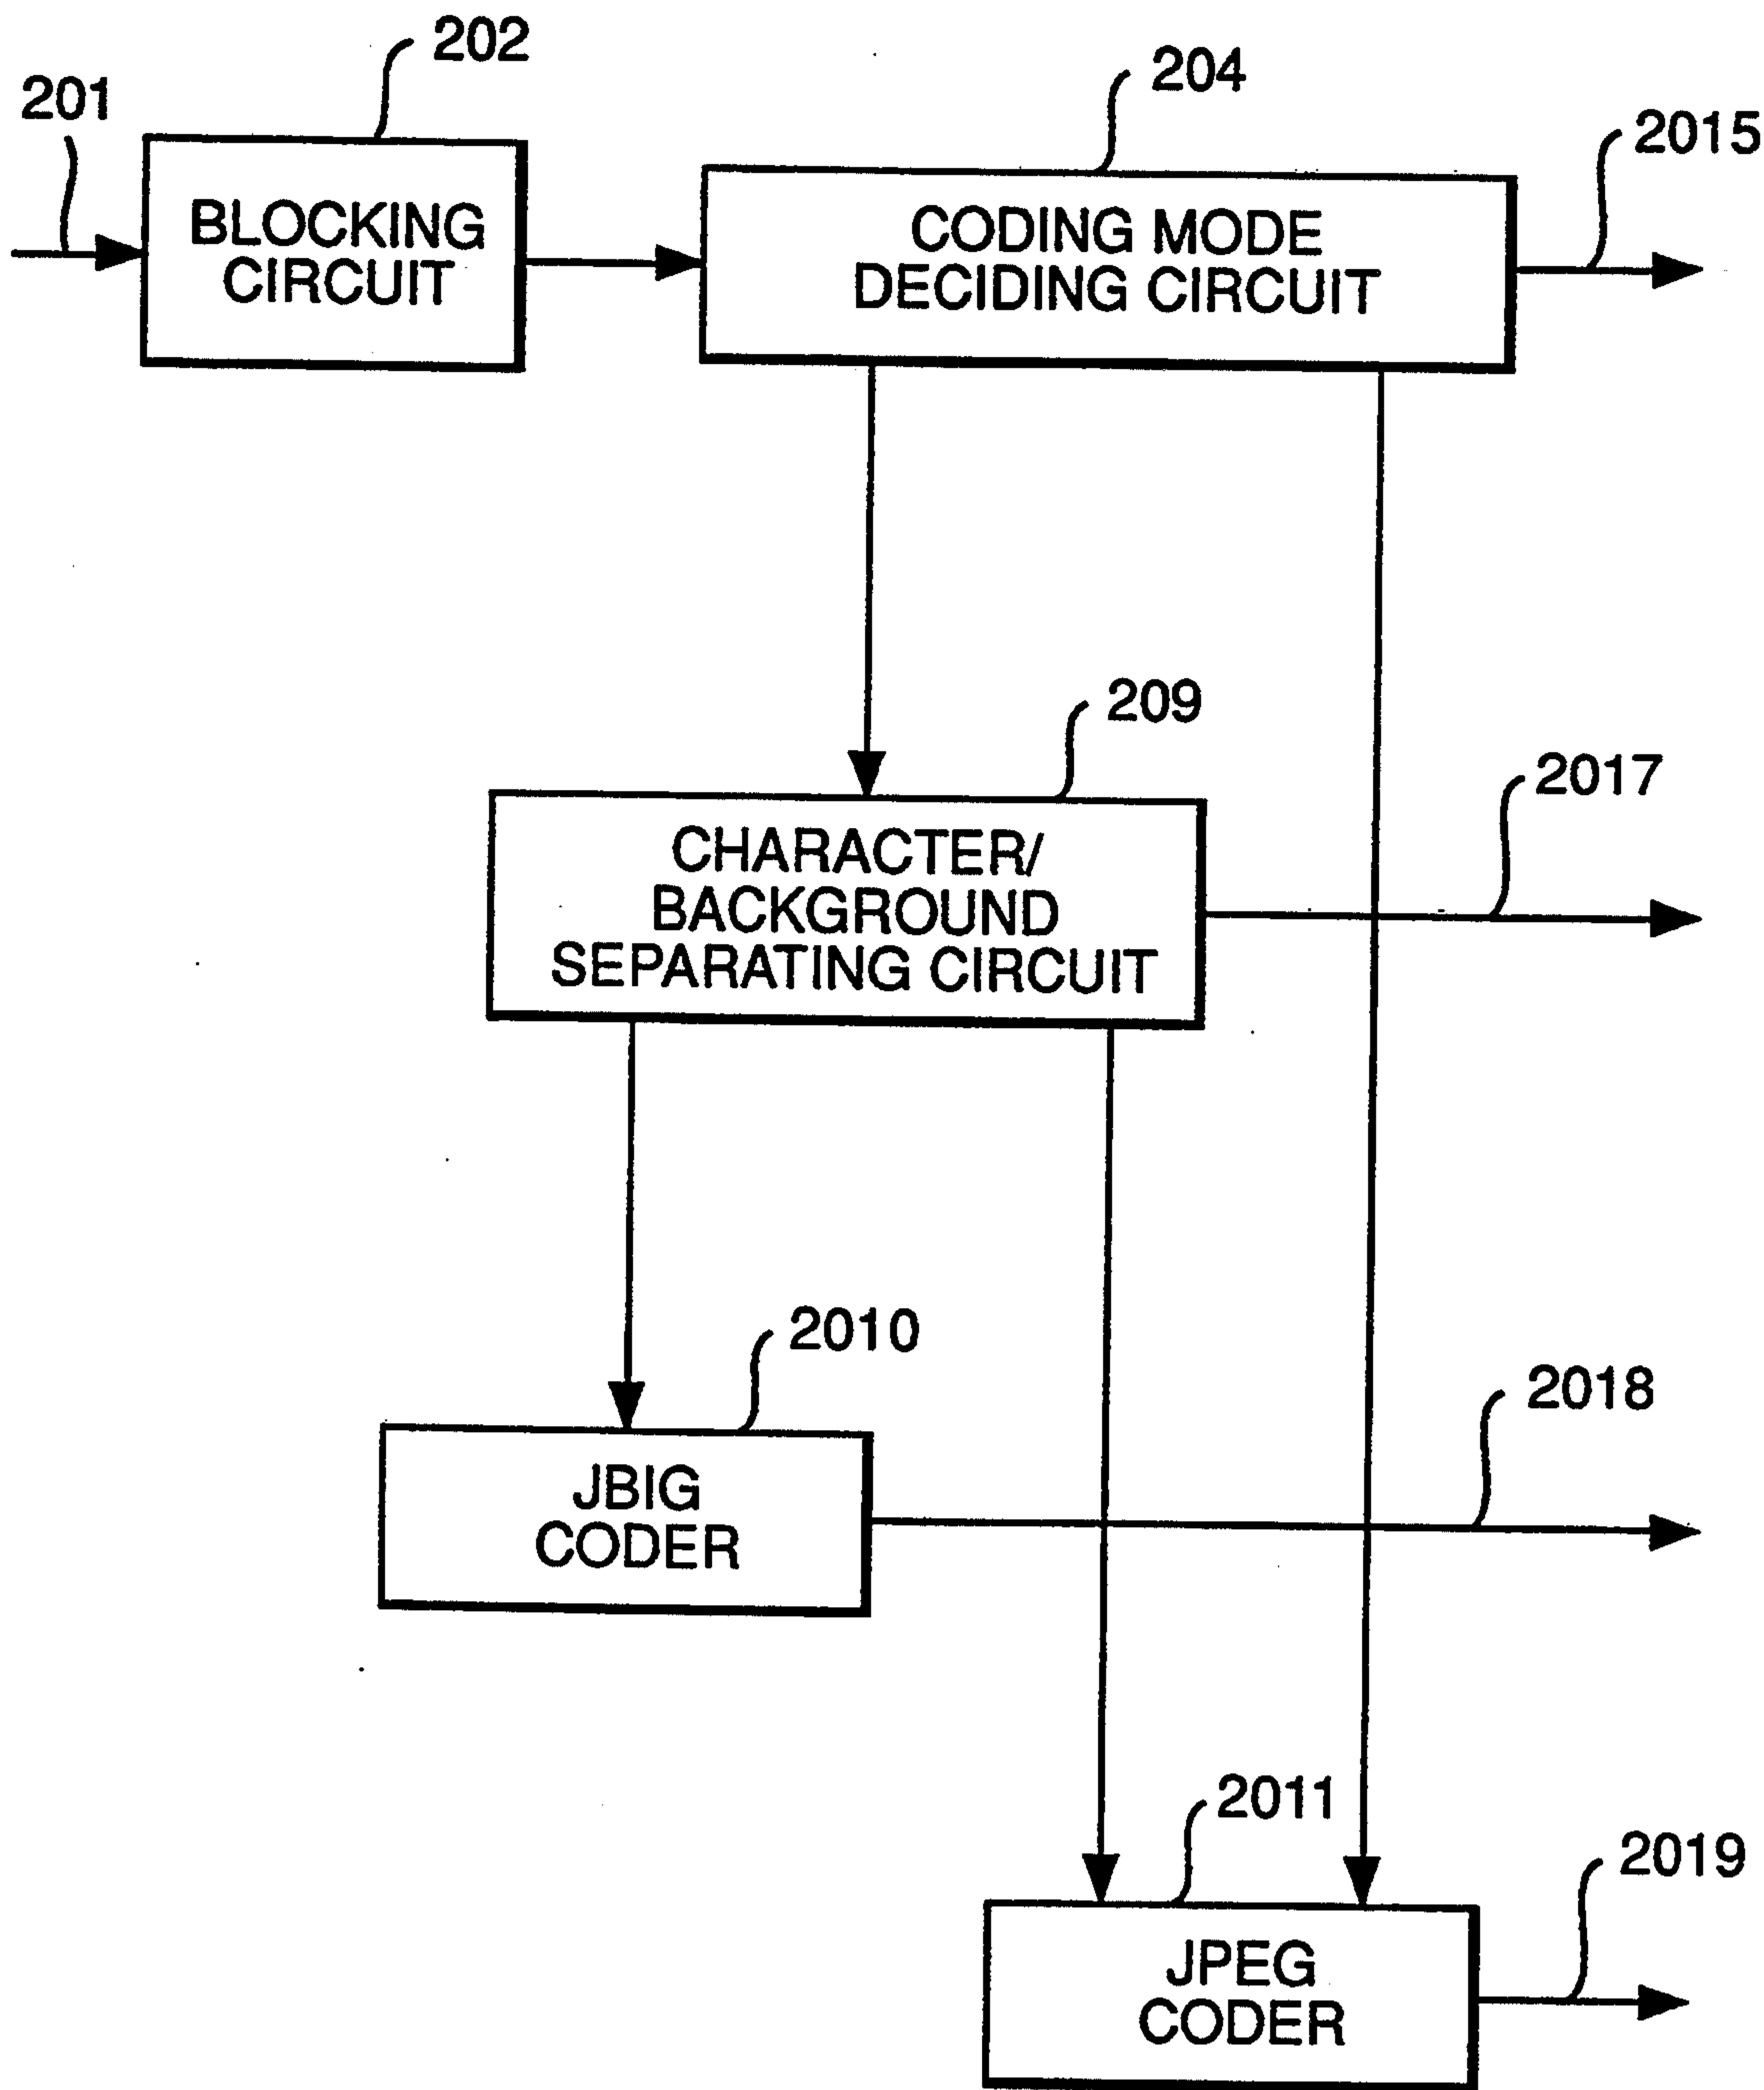 202
204
201
2015
BLOCKING
CIRCUIT
CODING MODE
DECIDING CIRCUIT
209
2017
CHARACTER/
BACKGROUND
SEPARATING CIRCUIT
2010
2018
JBIG
CODER
2011
2019
JPEG
CODER